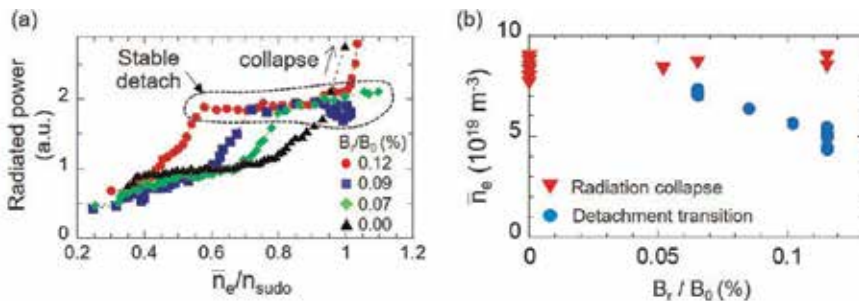 (a)
Radiated power
(a.u.)
3
2
1
0
Stable
detach
collapse
B_r/B_0 (%)
0.12
0.09
0.07
0.00
0.2 0.4 0.6 0.8 1 1.2
n̅_e/n_sudo
(b)
n̅_e (10^19 m^-3)
10
5
0
Radiation collapse
Detachment transition
0 0.05 0.1
B_r / B_0 (%)